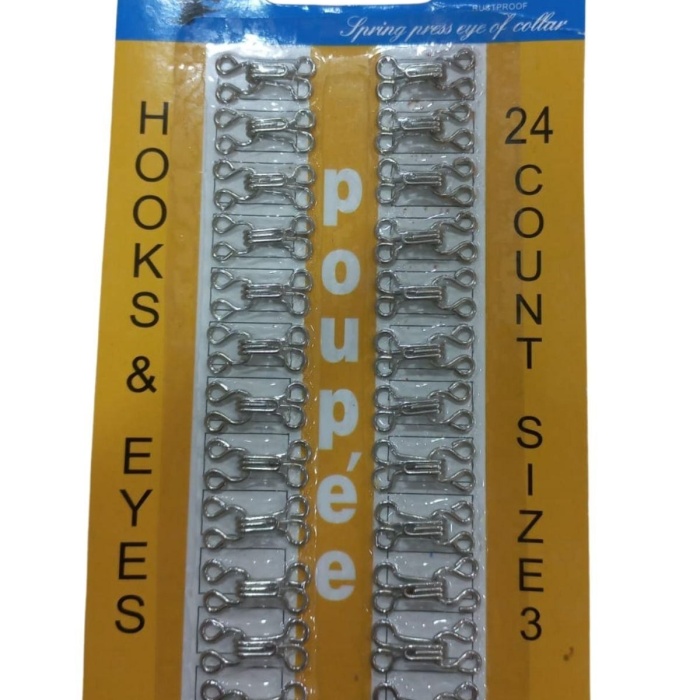 RUSTPROOF
Spring press eye of collar
HOOKS & EYES
poupée
24 COUNT SIZE 3